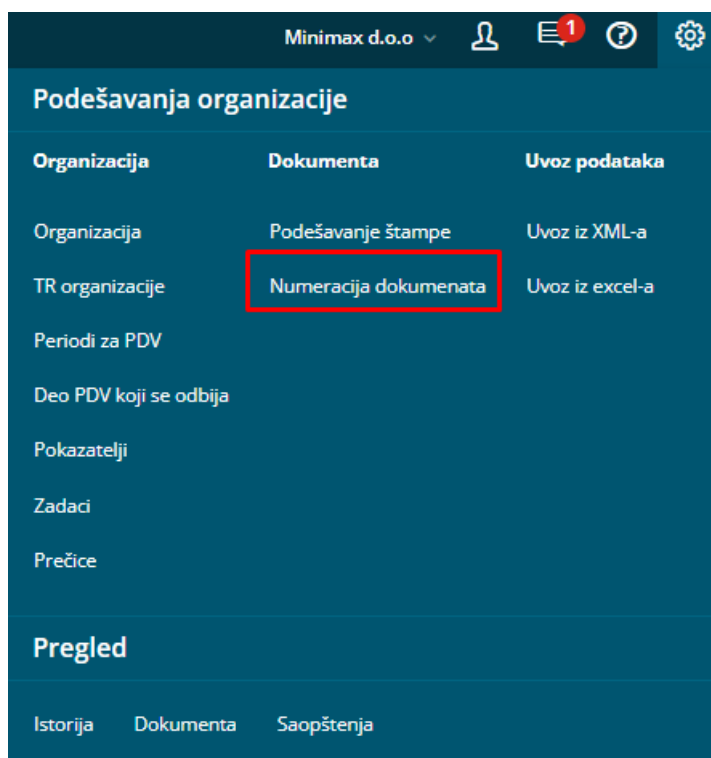 Minimax d.o.o 1
Podešavanja organizacije
Organizacija Dokumenta Uvoz podataka
Organizacija Podešavanje štampe Uvoz iz XML-a
TR organizacije Numeracija dokumenata Uvoz iz excel-a
Periodi za PDV
Deo PDV koji se odbija
Pokazatelji
Zadaci
Prečice
Pregled
Istorija Dokumenta Saopštenja